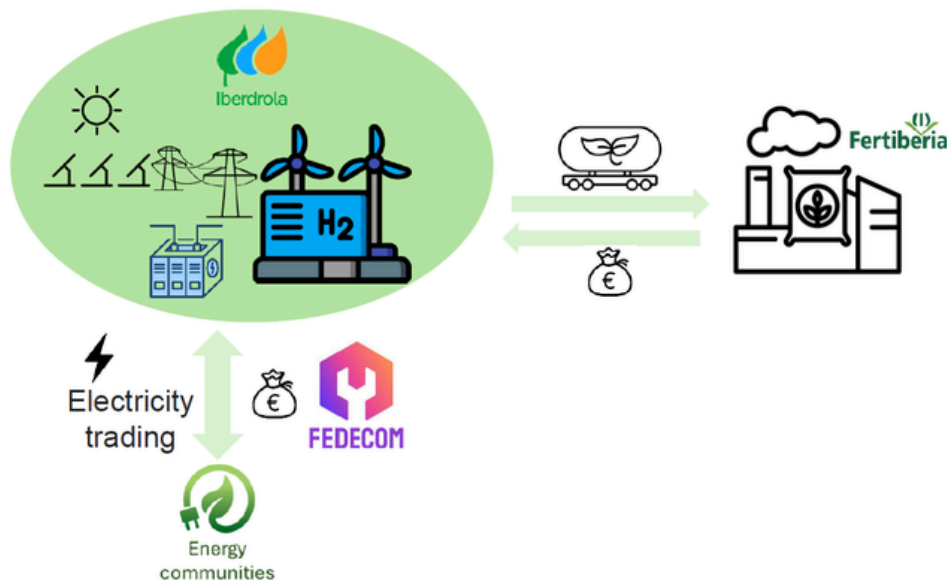 Iberdrola
H2
Fertiberia
€
Electricity
trading
€
FEDECOM
Energy
communities